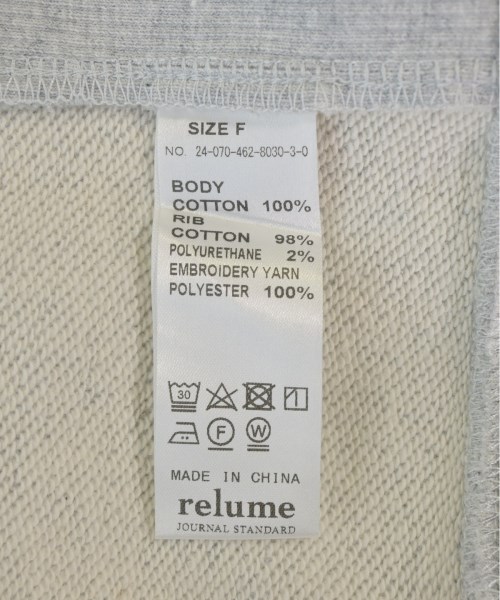 SIZE F
NO. 24-070-462-8030-3-0
BODY
COTTON 100%
RIB
COTTON 98%
POLYURETHANE 2%
EMBROIDERY YARN
POLYESTER 100%
30
F W
MADE IN CHINA
relume
JOURNAL STANDARD